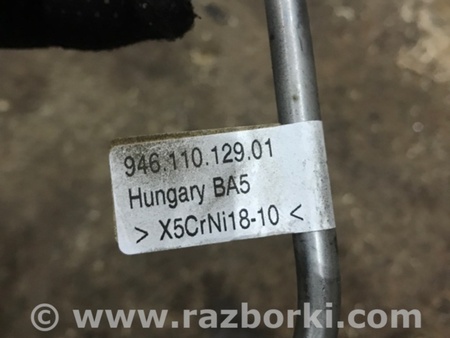 946.110.129.01
Hungary BA5
> X5CrNi18-10 <
© www.razborki.com